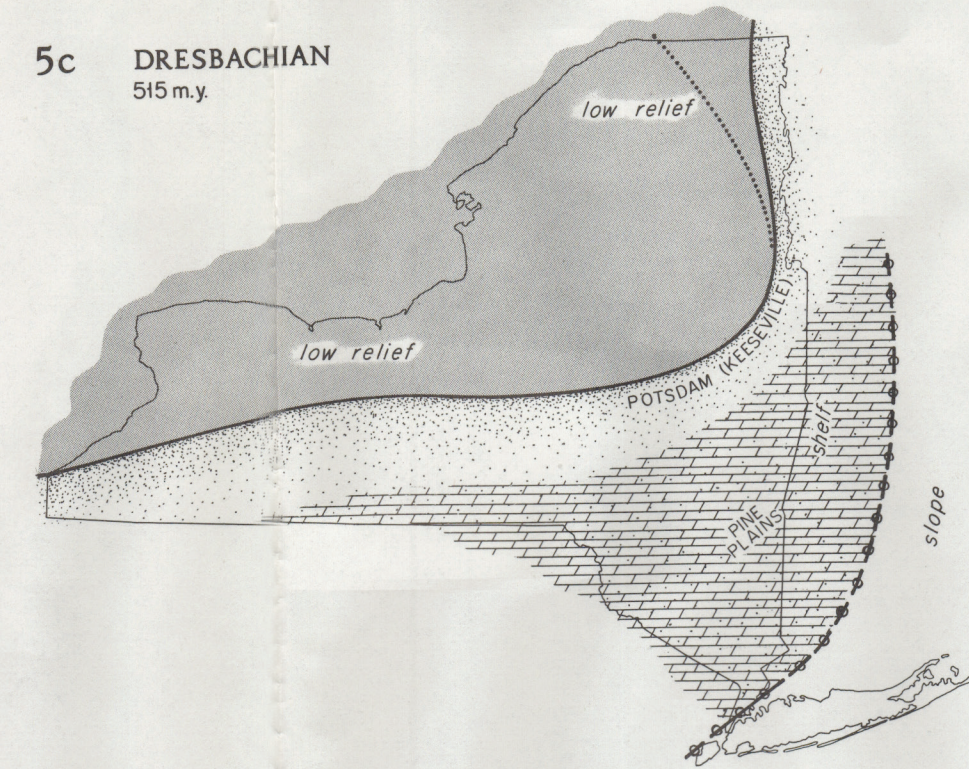 5c DRESBACHIAN
515 m.y.
low relief
low relief
POTSDAM (KEESEVILLE)
shelf
PINE
PLAINS
slope